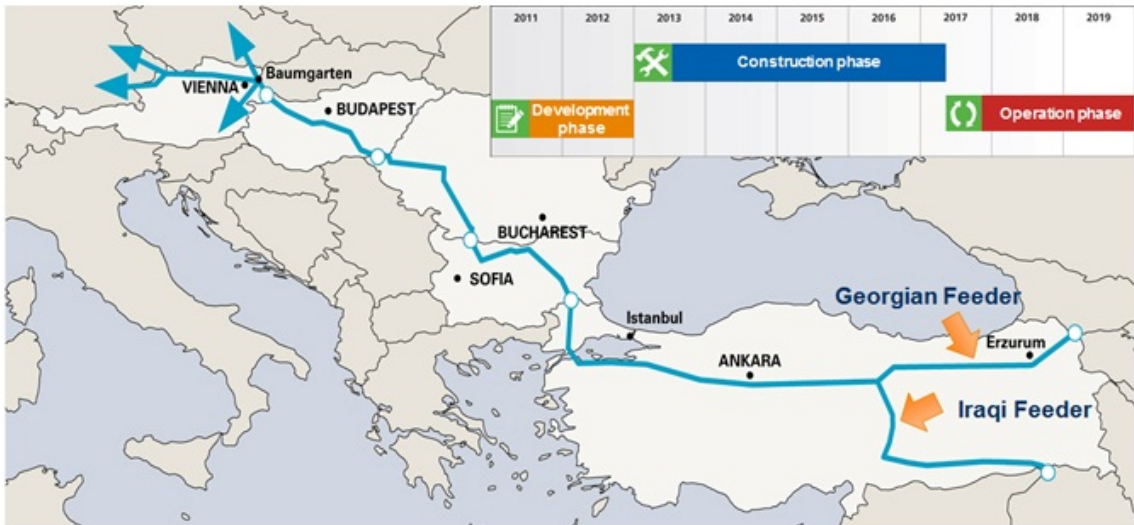 2011 2012 2013 2014 2015 2016 2017 2018 2019
Construction phase
Development
phase
Operation phase
Baumgarten
VIENNA
BUDAPEST
BUCHAREST
SOFIA
Georgian Feeder
Istanbul
Erzurum
ANKARA
Iraqi Feeder